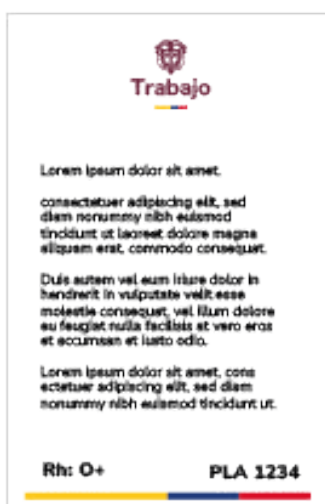 Trabajo
Lorem ipsum dolor sit amet,
consectetuer adipiscing elit, sed
diam nonummy nibh euismod
tincidunt ut laoreet dolore magna
aliquam erat, commodo consequat.
Duis autem vel eum iriure dolor in
hendrerit in vulputate velit esse
molestie consequat, vel illum dolore
eu feugiat nulla facilisis at vero eros
et accumsan et iusto odio.
Lorem ipsum dolor sit amet, cons
ectetuer adipiscing elit, sed diam
nonummy nibh euismod tincidunt ut.
Rh: O+
PLA 1234